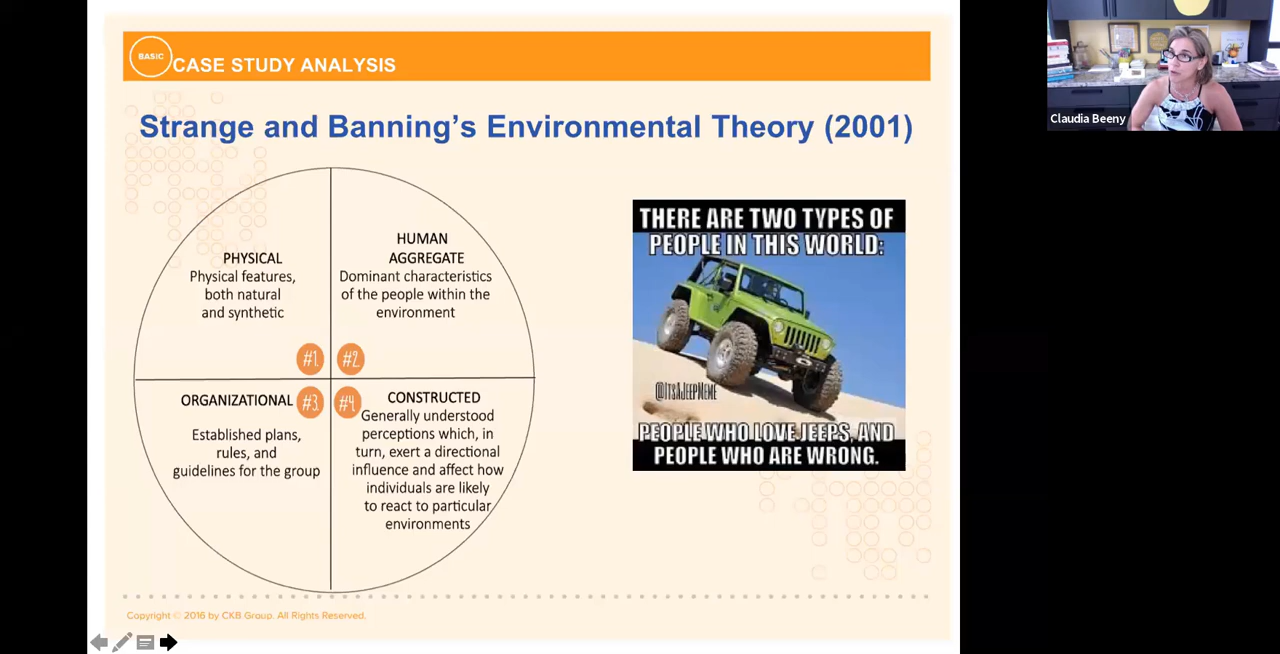 BASIC
CASE STUDY ANALYSIS
Strange and Banning's Environmental Theory (2001)
PHYSICAL
Physical features,
both natural
and synthetic
HUMAN
AGGREGATE
Dominant characteristics
of the people within the
environment
#1
#2
ORGANIZATIONAL
#3
Established plans,
rules, and
guidelines for the group
#4
CONSTRUCTED
Generally understood
perceptions which, in
turn, exert a directional
influence and affect how
individuals are likely
to react to particular
environments
THERE ARE TWO TYPES OF
PEOPLE IN THIS WORLD:
@ITSAJEEPMEME
PEOPLE WHO LOVE JEEPS, AND
PEOPLE WHO ARE WRONG.
Copyright © 2016 by CKB Group. All Rights Reserved.
Claudia Beeny